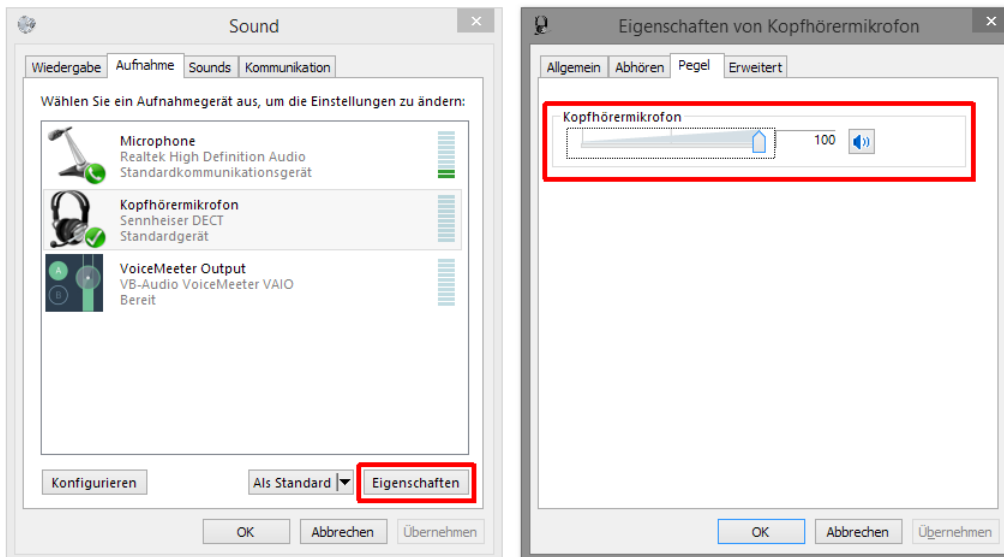 Sound
Wiedergabe Aufnahme Sounds Kommunikation
Wählen Sie ein Aufnahmegerät aus, um die Einstellungen zu ändern:
Microphone
Realtek High Definition Audio
Standardkommunikationsgerät
Kopfhörermikrofon
Sennheiser DECT
Standardgerät
A
B
VoiceMeeter Output
VB-Audio VoiceMeeter VAIO
Bereit
Konfigurieren Als Standard Eigenschaften
OK Abbrechen Übernehmen
Eigenschaften von Kopfhörermikrofon
Allgemein Abhören Pegel Erweitert
Kopfhörermikrofon
100
OK Abbrechen Übernehmen